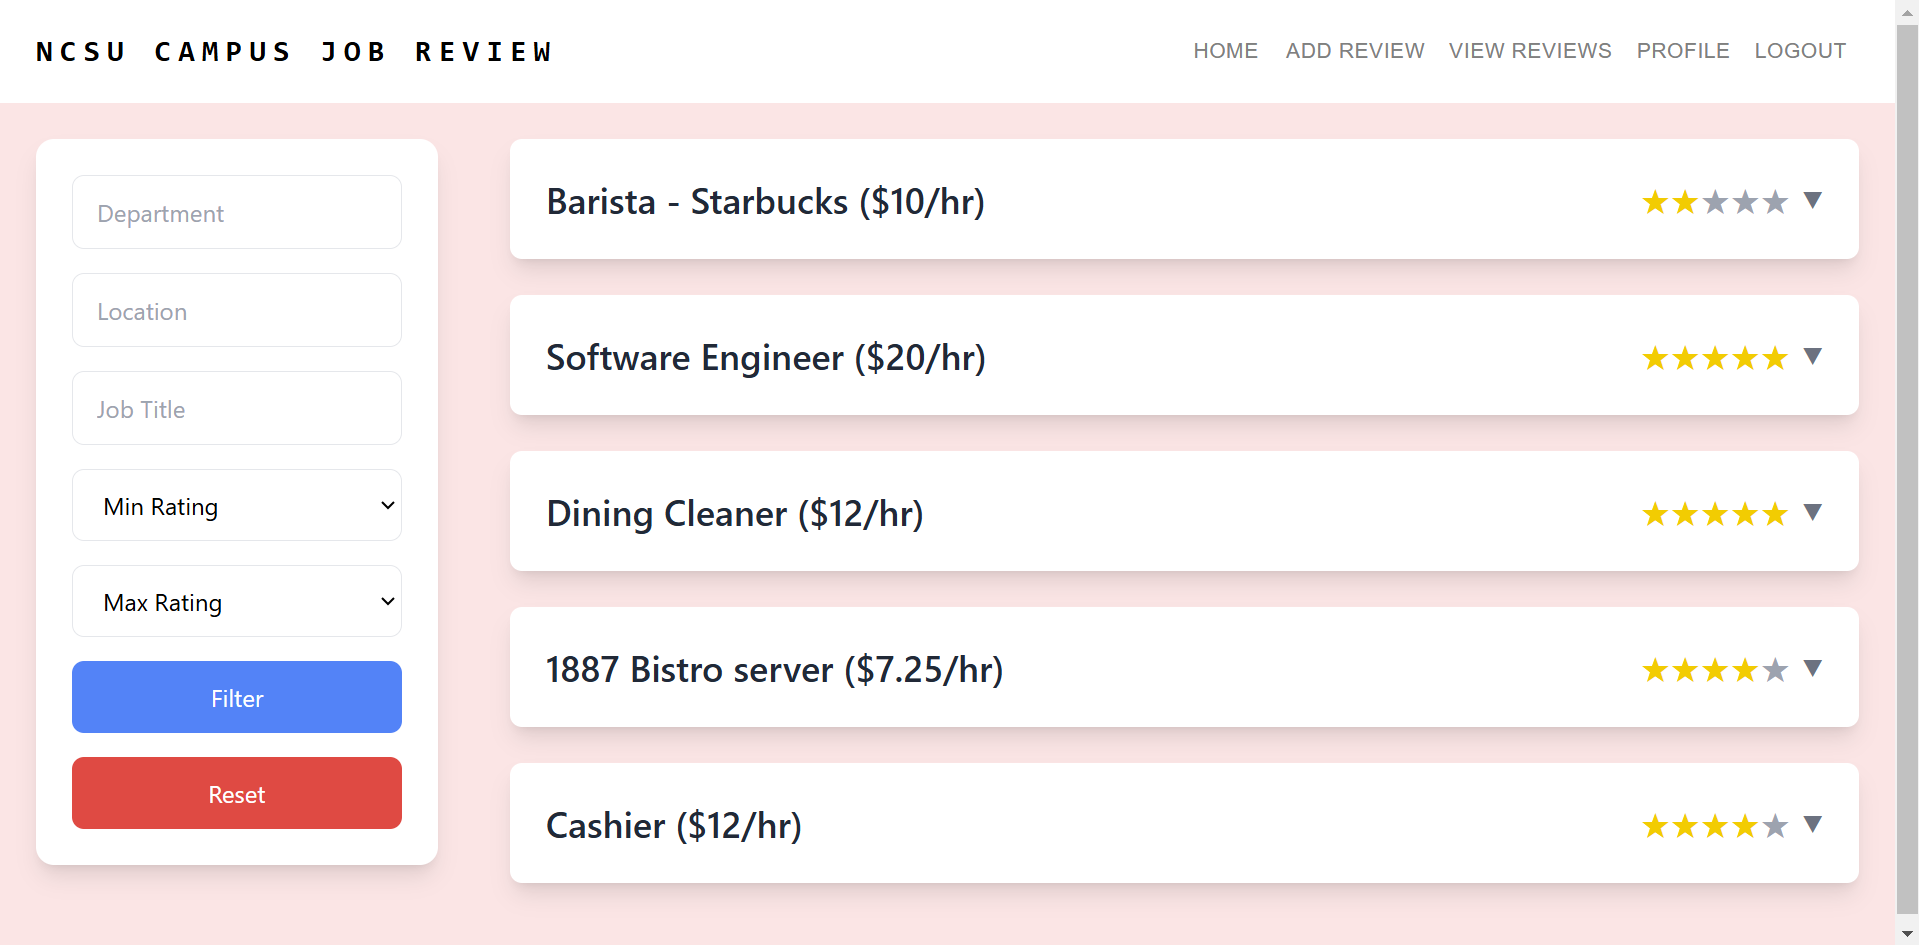 NCSU CAMPUS JOB REVIEW
HOME ADD REVIEW VIEW REVIEWS PROFILE LOGOUT
Department
Location
Job Title
Min Rating
Max Rating
Filter
Reset
Barista - Starbucks ($10/hr)
Software Engineer ($20/hr)
Dining Cleaner ($12/hr)
1887 Bistro server ($7.25/hr)
Cashier ($12/hr)